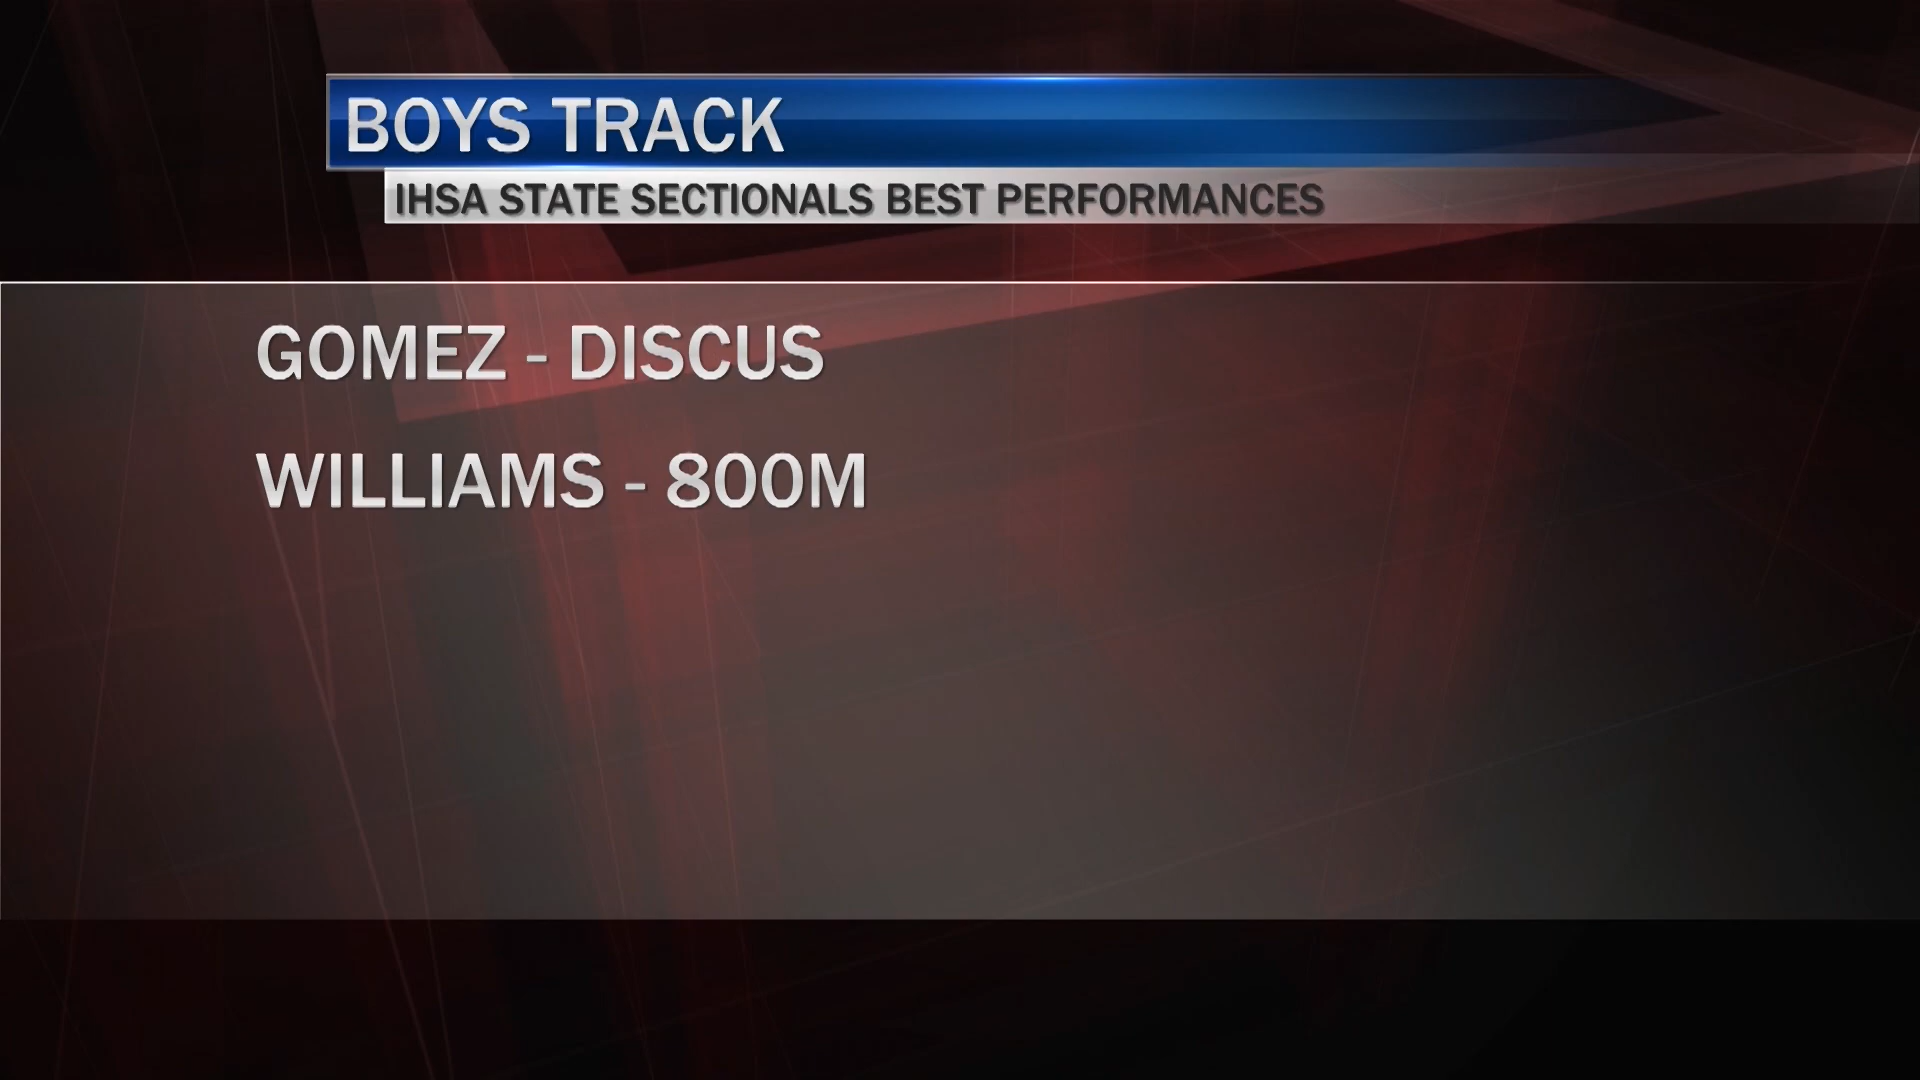 BOYS TRACK
IHSA STATE SECTIONALS BEST PERFORMANCES
GOMEZ - DISCUS
WILLIAMS - 800M